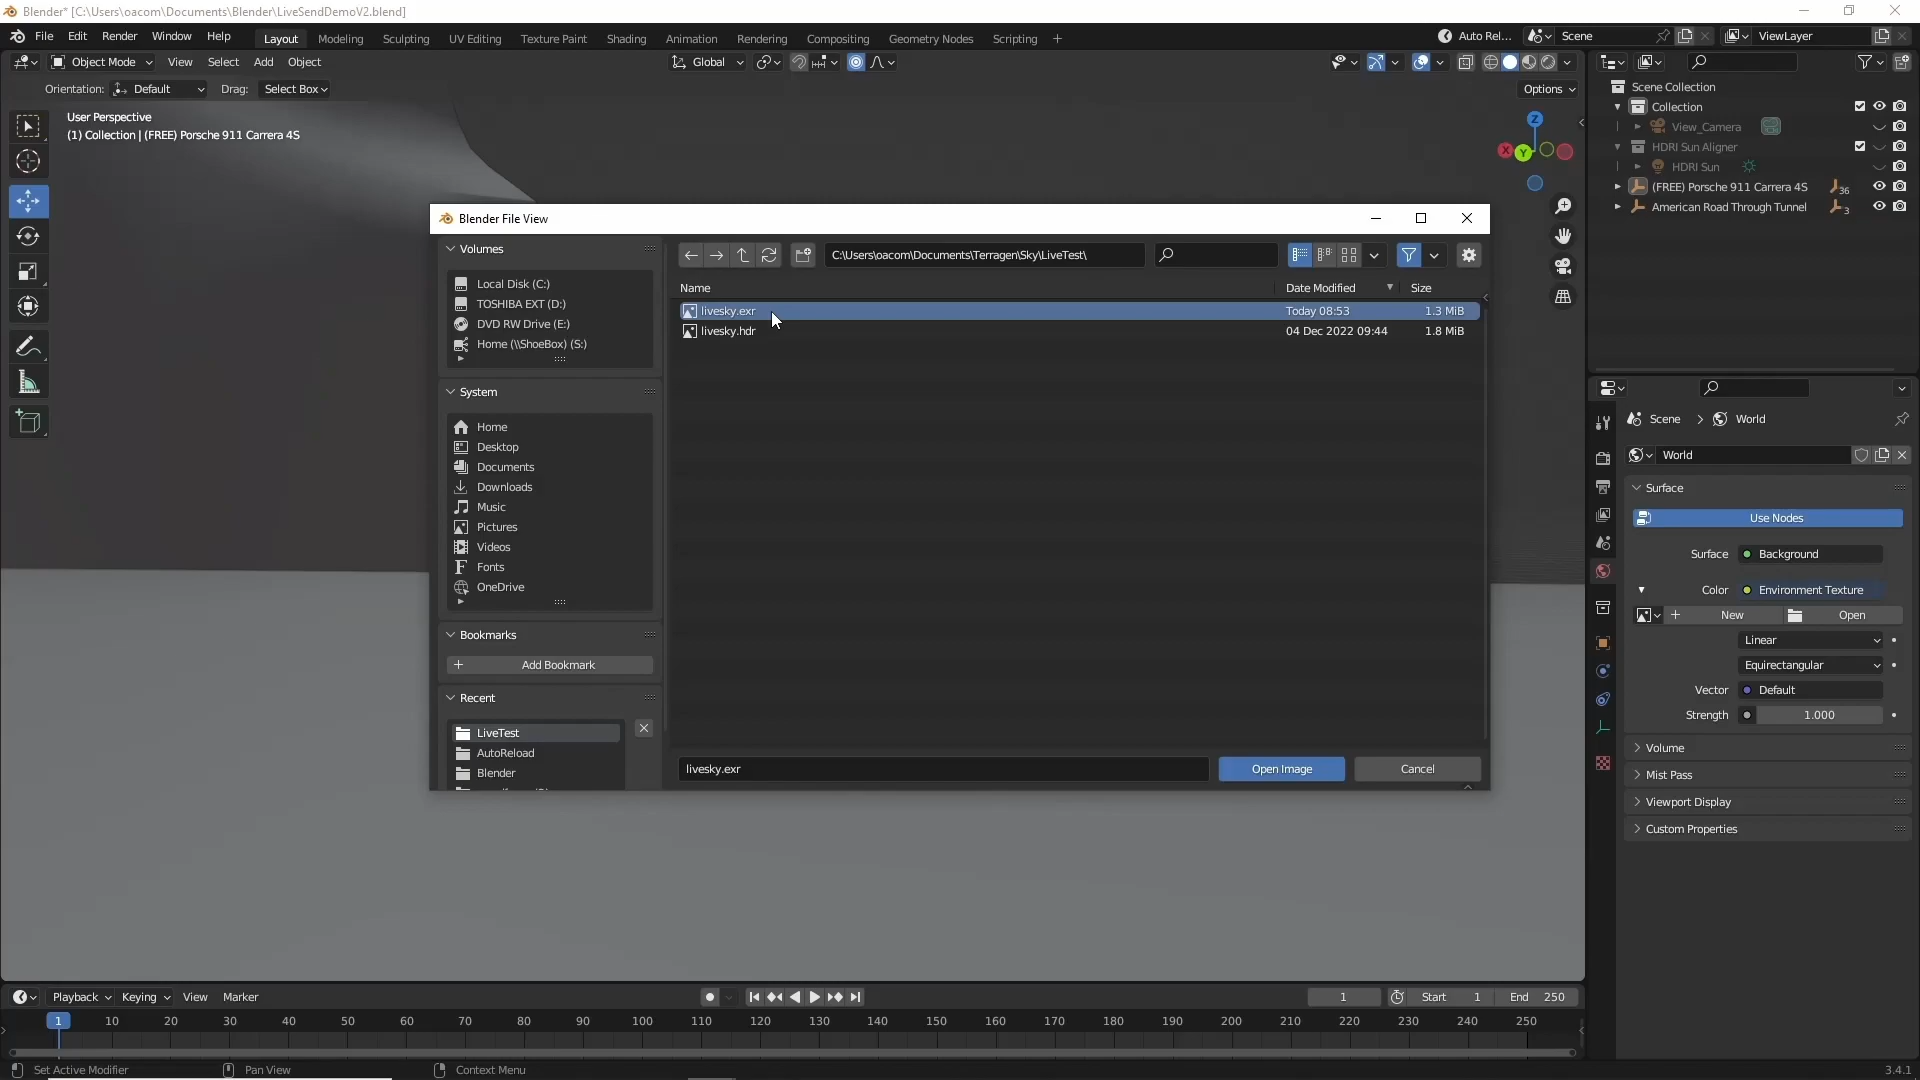 Blender* [C:\Users\oacom\Documents\Blender\LiveSendDemoV2.blend]
File Edit Render Window Help Layout Modeling Sculpting UV Editing Texture Paint Shading Animation Rendering Compositing Geometry Nodes Scripting + Auto Rel... Scene ViewLayer
Object Mode View Select Add Object Global
Orientation: Default Drag: Select Box Options
User Perspective
(1) Collection | (FREE) Porsche 911 Carrera 4S
Z
X
Y
Scene Collection
Collection
View_Camera
HDRI Sun Aligner
HDRI Sun
(FREE) Porsche 911 Carrera 4S 36
American Road Through Tunnel 3
Blender File View
Volumes
Local Disk (C:)
TOSHIBA EXT (D:)
DVD RW Drive (E:)
Home (\\ShoeBox) (S:)
System
Home
Desktop
Documents
Downloads
Music
Pictures
Videos
Fonts
OneDrive
Bookmarks
Add Bookmark
Recent
LiveTest
AutoReload
Blender
C:\Users\oacom\Documents\Terragen\Sky\LiveTest\
Name Date Modified Size
livesky.exr Today 08:53 1.3 MiB
livesky.hdr 04 Dec 2022 09:44 1.8 MiB
livesky.exr Open Image Cancel
Scene > World
World
Surface
Use Nodes
Surface Background
Color Environment Texture
+ New Open
Linear
Equirectangular
Vector Default
Strength 1.000
Volume
Mist Pass
Viewport Display
Custom Properties
Playback Keying View Marker 1 Start 1 End 250
1 10 20 30 40 50 60 70 80 90 100 110 120 130 140 150 160 170 180 190 200 210 220 230 240 250
Set Active Modifier Pan View Context Menu 3.4.1